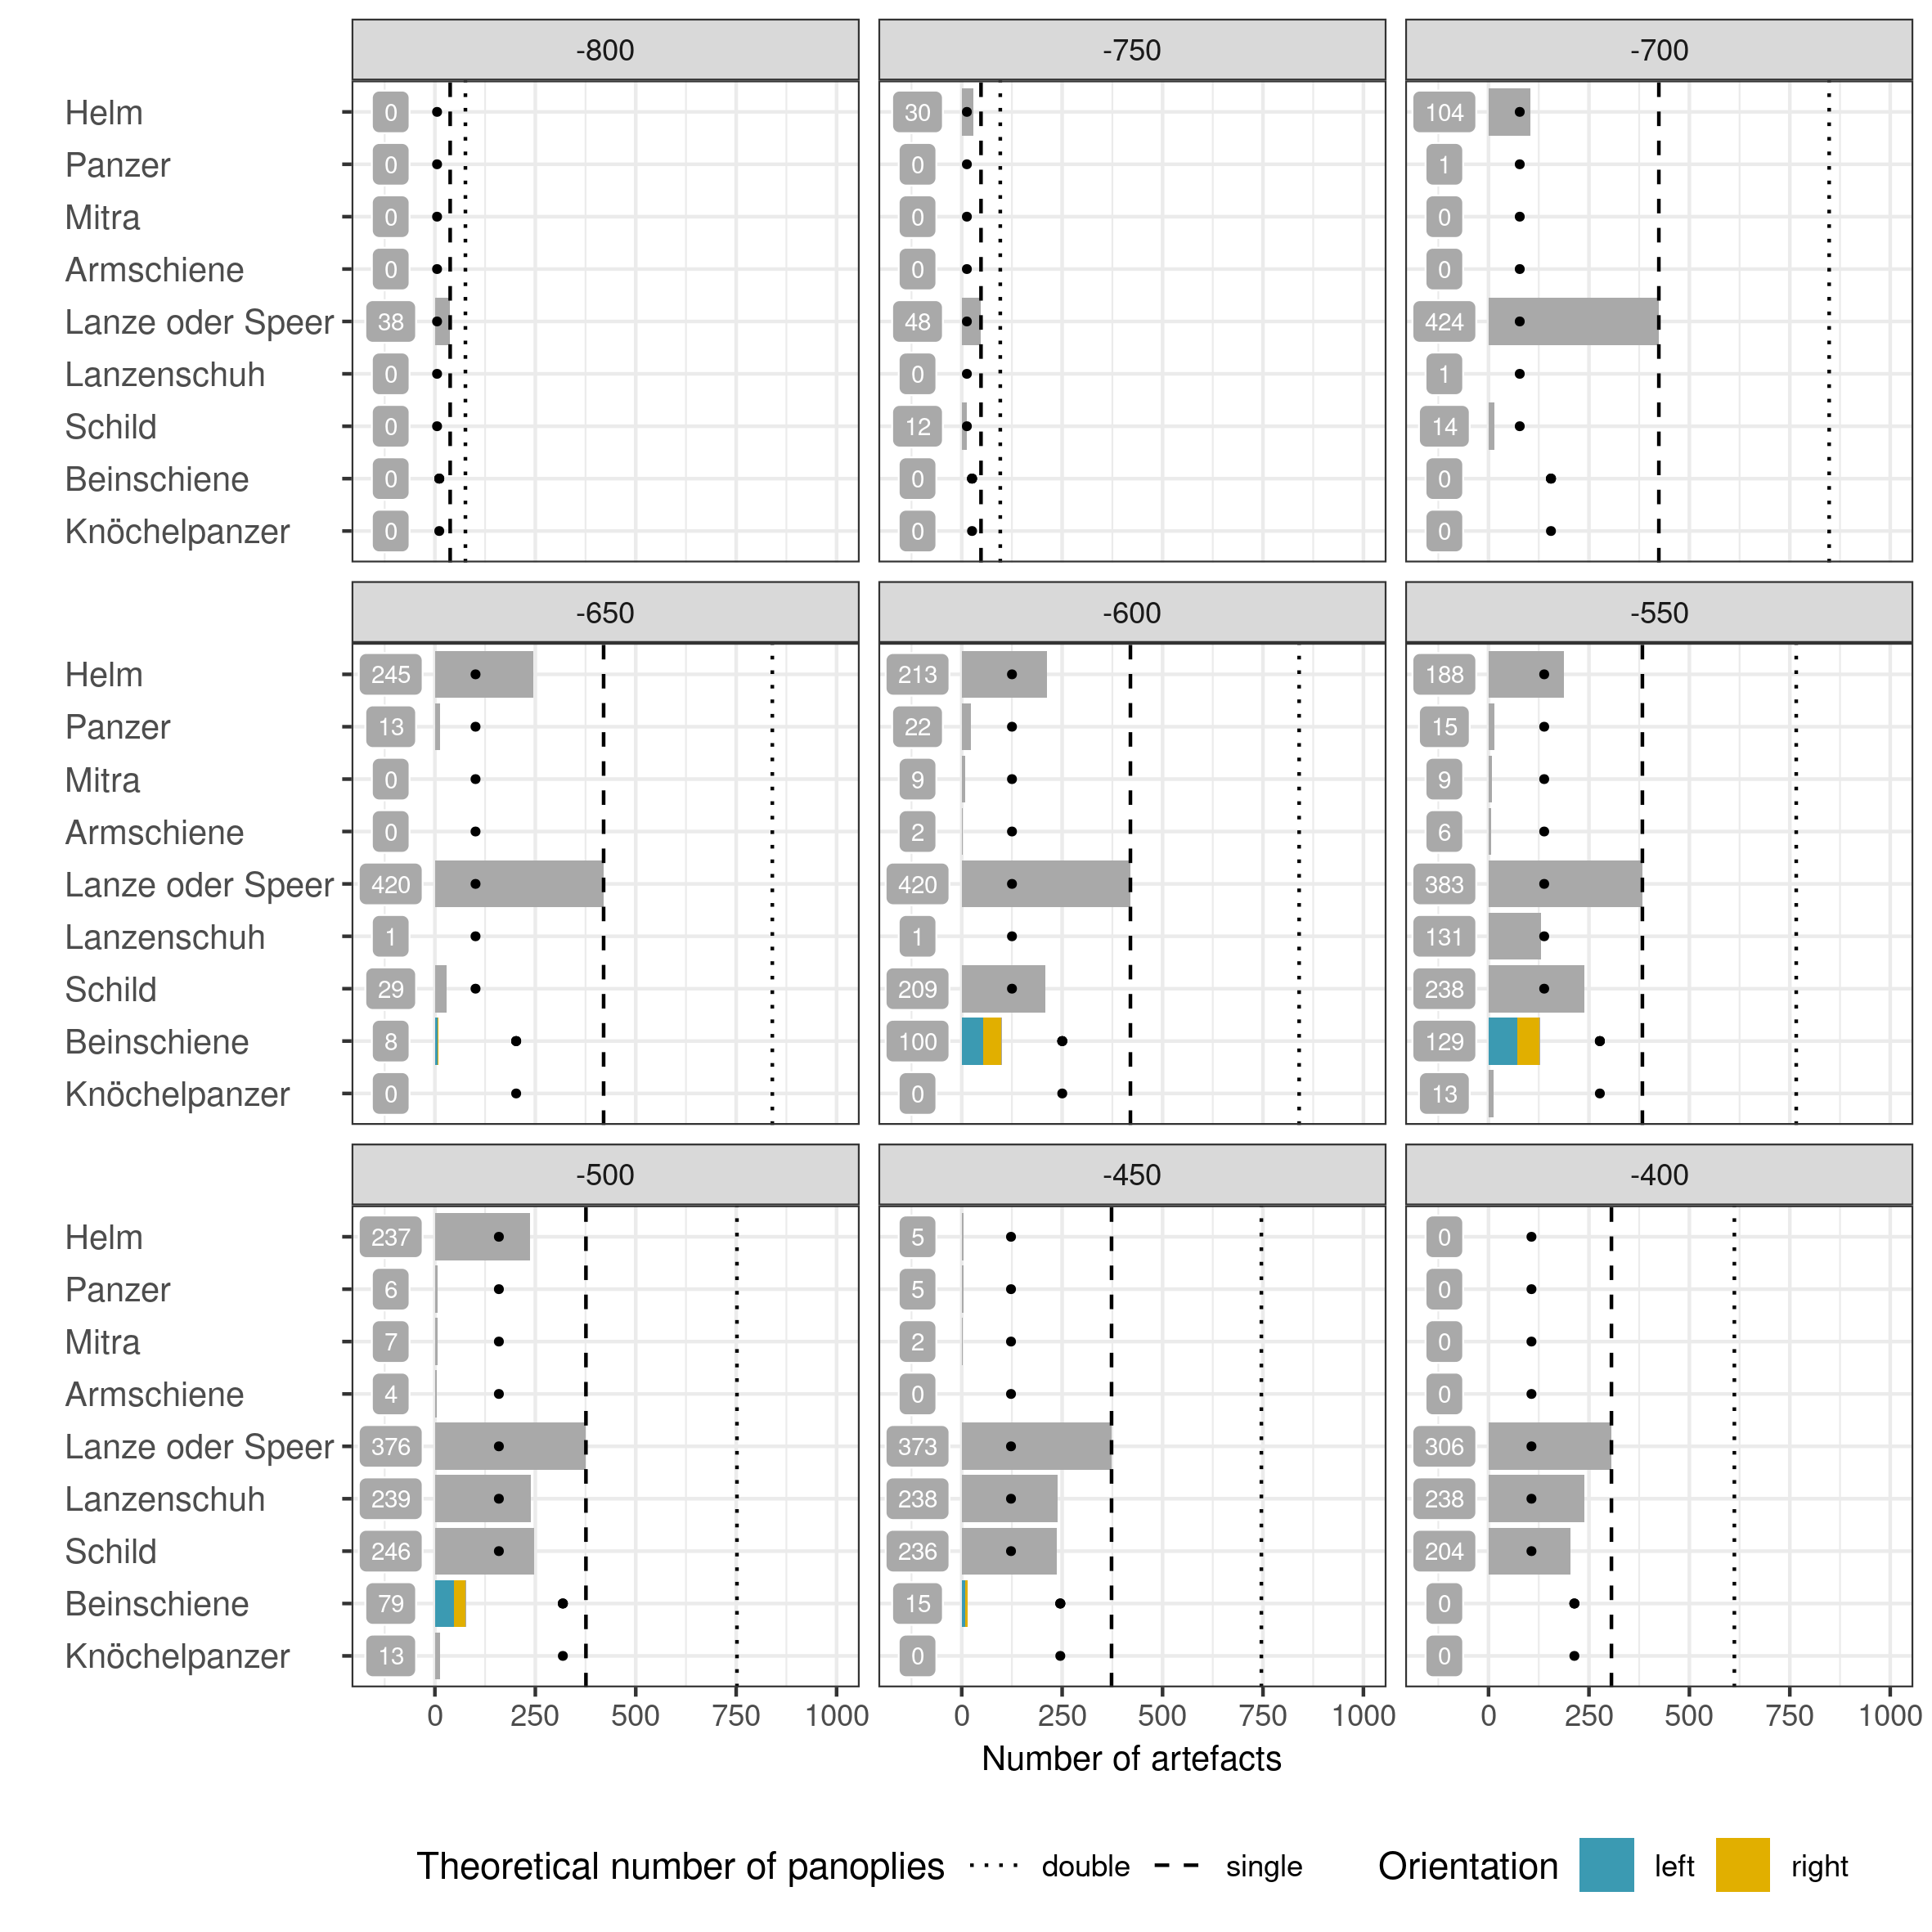 -800 -750 -700
Helm 0 30 104
Panzer 0 0 1
Mitra 0 0 0
Armschiene 0 0 0
Lanze oder Speer 38 48 424
Lanzenschuh 0 0 1
Schild 0 12 14
Beinschiene 0 0 0
Knöchelpanzer 0 0 0
-650 -600 -550
Helm 245 213 188
Panzer 13 22 15
Mitra 0 9 9
Armschiene 0 2 6
Lanze oder Speer 420 420 383
Lanzenschuh 1 1 131
Schild 29 209 238
Beinschiene 8 100 129
Knöchelpanzer 0 0 13
-500 -450 -400
Helm 237 5 0
Panzer 6 5 0
Mitra 7 2 0
Armschiene 4 0 0
Lanze oder Speer 376 373 306
Lanzenschuh 239 238 238
Schild 246 236 204
Beinschiene 79 15 0
Knöchelpanzer 13 0 0
0 250 500 750 1000 0 250 500 750 1000 0 250 500 750 1000
Number of artefacts
Theoretical number of panoplies double single Orientation left right